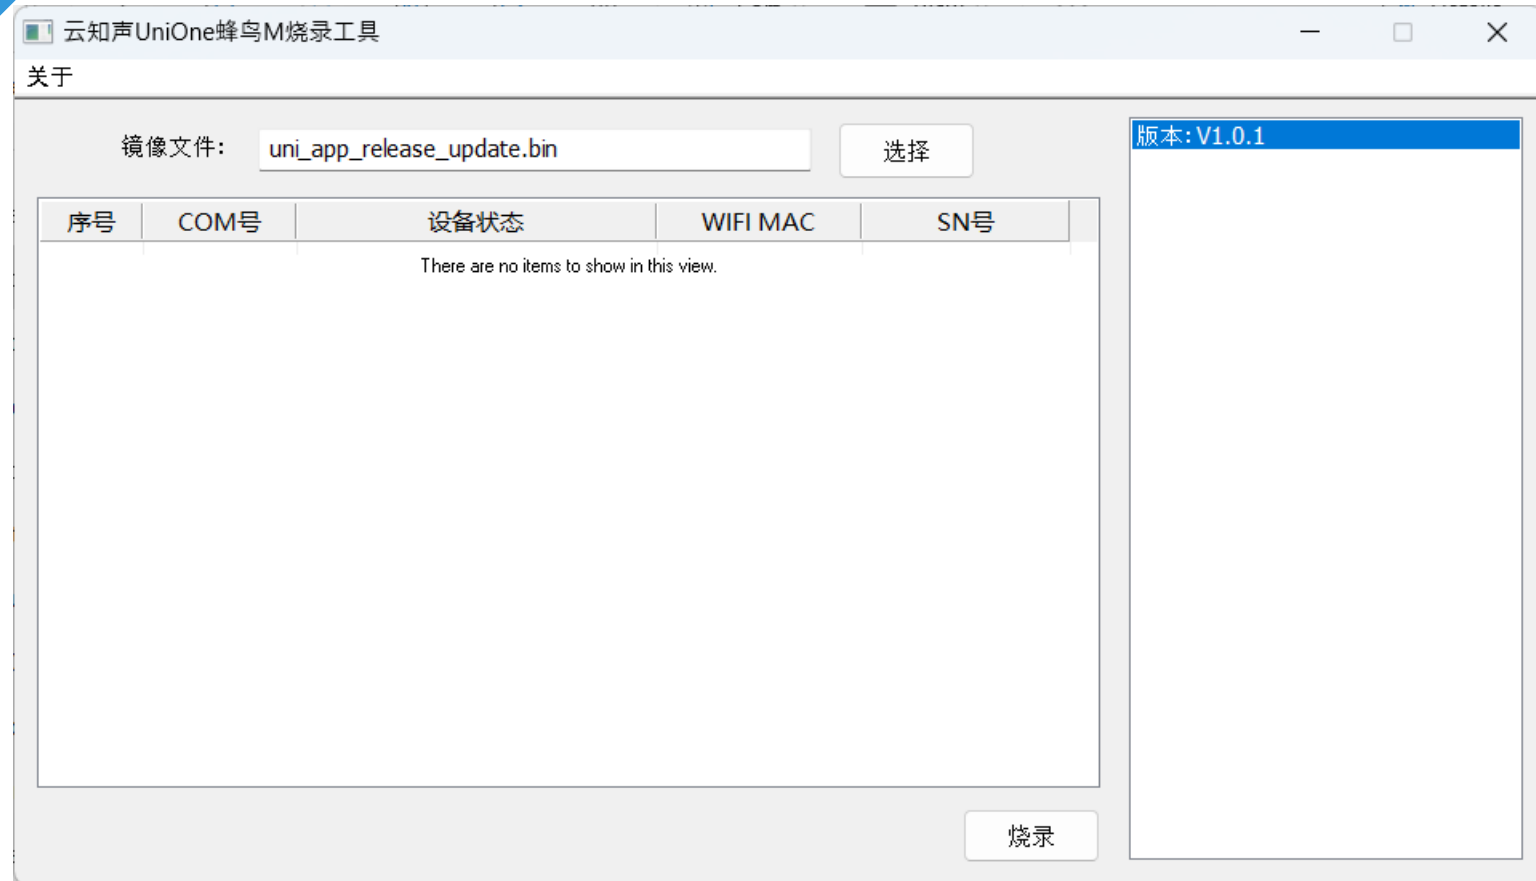 云知声UniOne蜂鸟M烧录工具
关于
镜像文件: uni_app_release_update.bin 选择
版本: V1.0.1
序号 COM号 设备状态 WIFI MAC SN号
There are no items to show in this view.
烧录